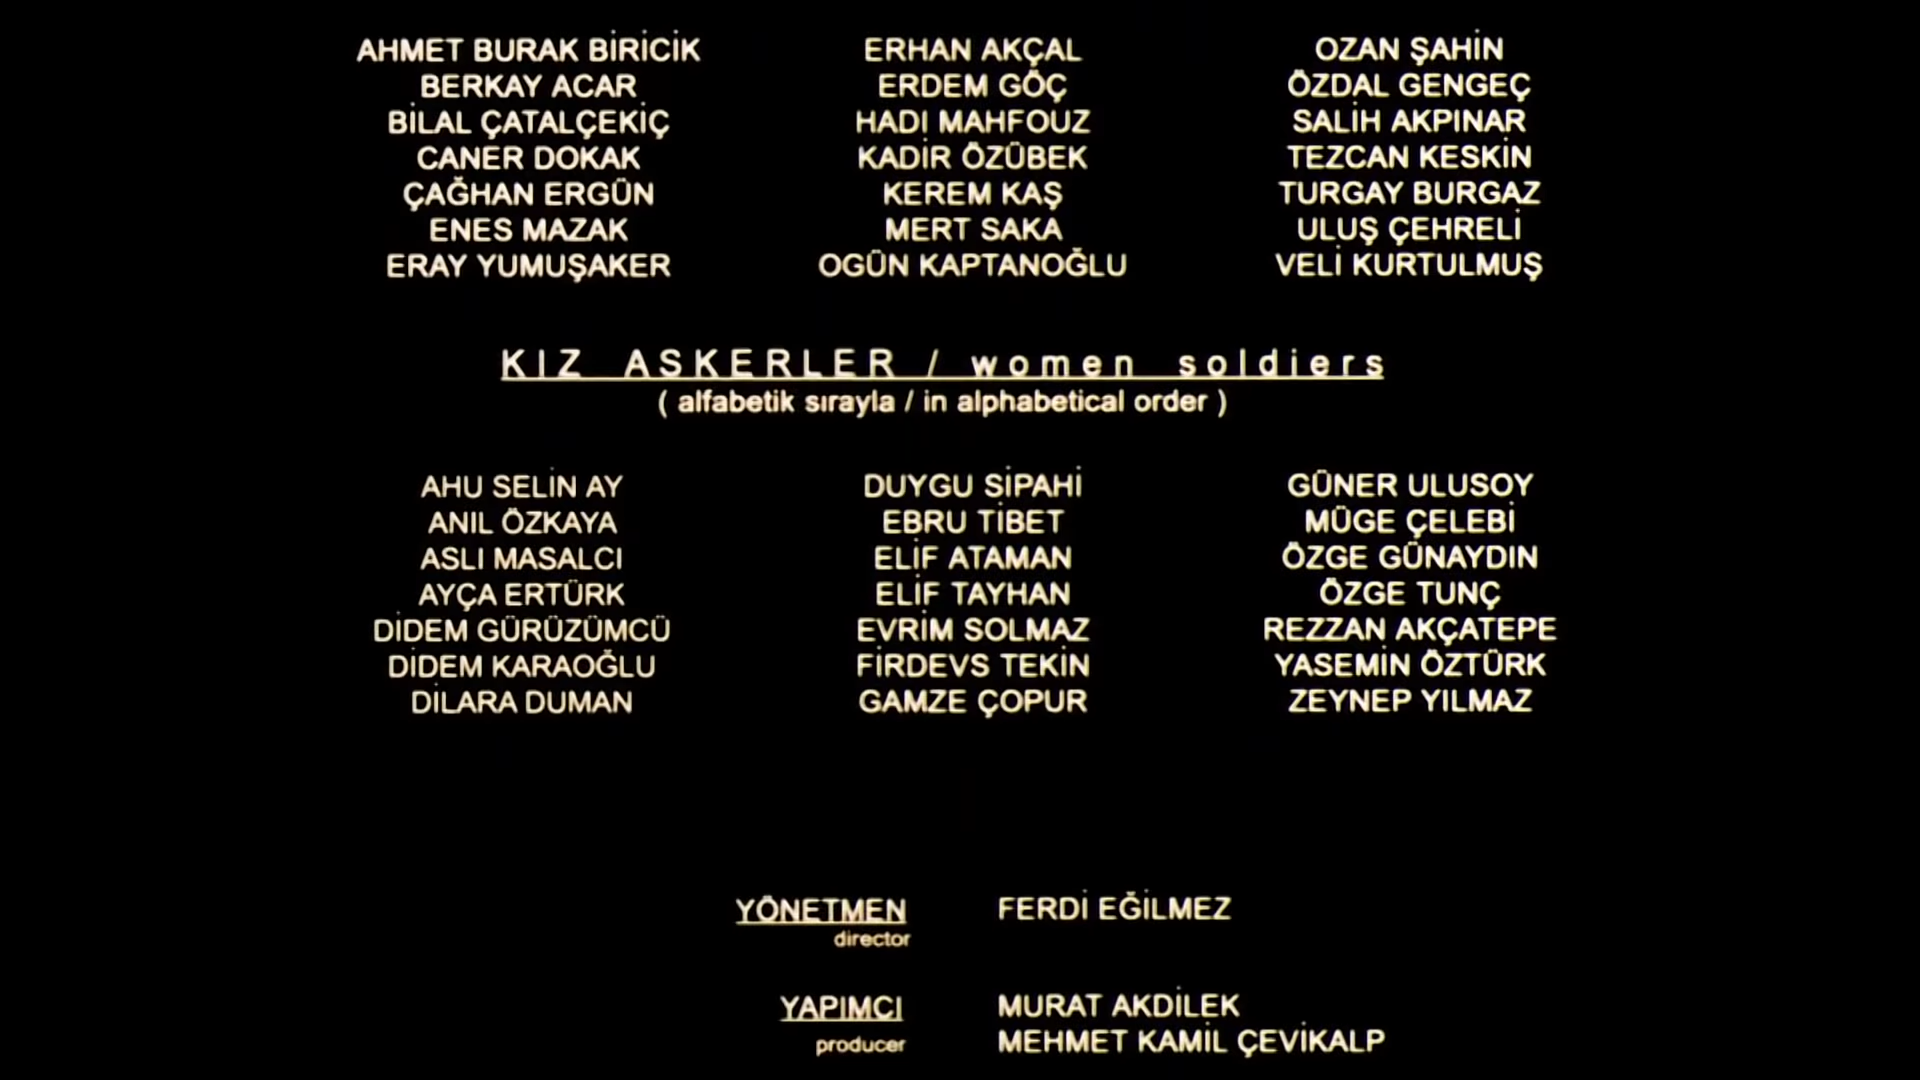 AHMET BURAK BİRİCİK
BERKAY ACAR
BİLAL ÇATALÇEKİÇ
CANER DOKAK
ÇAĞHAN ERGÜN
ENES MAZAK
ERAY YUMUŞAKER
ERHAN AKÇAL
ERDEM GÖÇ
HADI MAHFOUZ
KADİR ÖZÜBEK
KEREM KAŞ
MERT SAKA
OGÜN KAPTANOĞLU
OZAN ŞAHİN
ÖZDAL GENGEÇ
SALİH AKPINAR
TEZCAN KESKİN
TURGAY BURGAZ
ULUŞ ÇEHRELİ
VELİ KURTULMUŞ
KIZ ASKERLER / women soldiers
( alfabetik sırayla / in alphabetical order )
AHU SELİN AY
ANIL ÖZKAYA
ASLI MASALCI
AYÇA ERTÜRK
DİDEM GÜRÜZÜMCÜ
DİDEM KARAOĞLU
DİLARA DUMAN
DUYGU SİPAHİ
EBRU TİBET
ELİF ATAMAN
ELİF TAYHAN
EVRİM SOLMAZ
FİRDEVS TEKİN
GAMZE ÇOPUR
GÜNER ULUSOY
MÜGE ÇELEBİ
ÖZGE GÜNAYDIN
ÖZGE TUNÇ
REZZAN AKÇATEPE
YASEMİN ÖZTÜRK
ZEYNEP YILMAZ
YÖNETMEN FERDİ EĞİLMEZ
director
YAPIMCI MURAT AKDİLEK
producer MEHMET KAMİL ÇEVİKALP